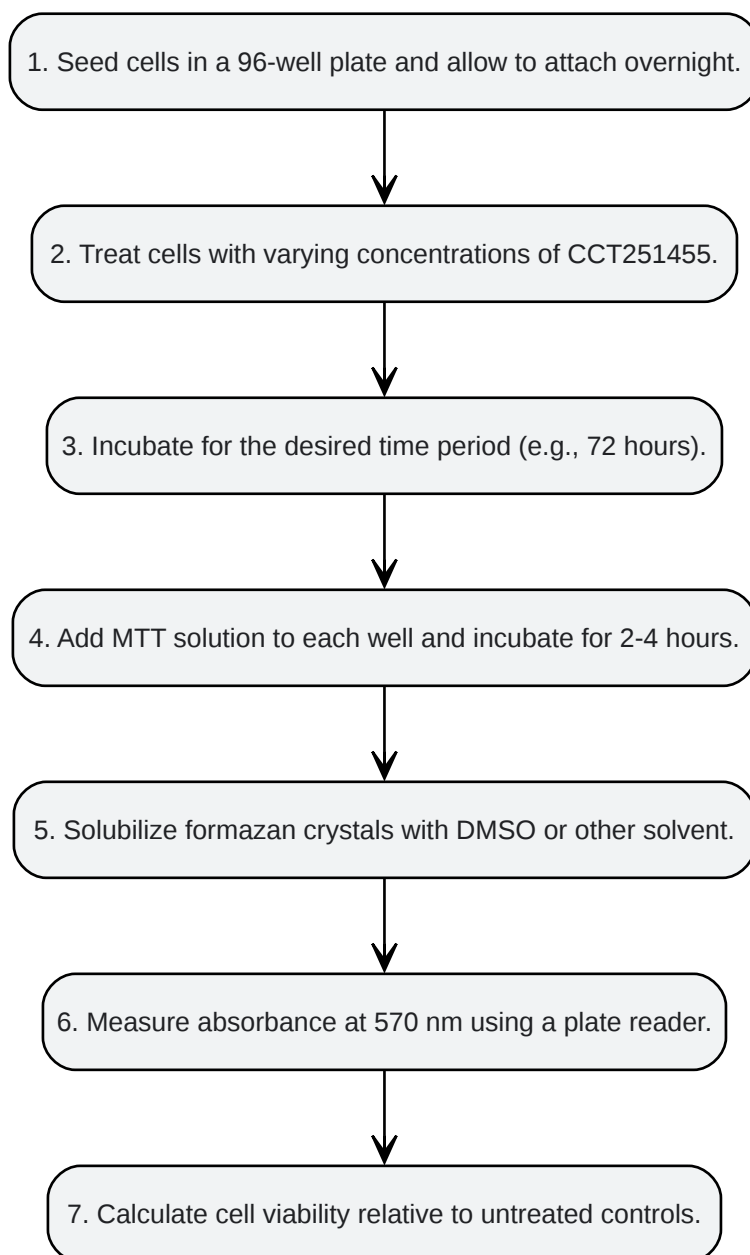 1. Seed cells in a 96-well plate and allow to attach overnight.
2. Treat cells with varying concentrations of CCT251455.
3. Incubate for the desired time period (e.g., 72 hours).
4. Add MTT solution to each well and incubate for 2-4 hours.
5. Solubilize formazan crystals with DMSO or other solvent.
6. Measure absorbance at 570 nm using a plate reader.
7. Calculate cell viability relative to untreated controls.